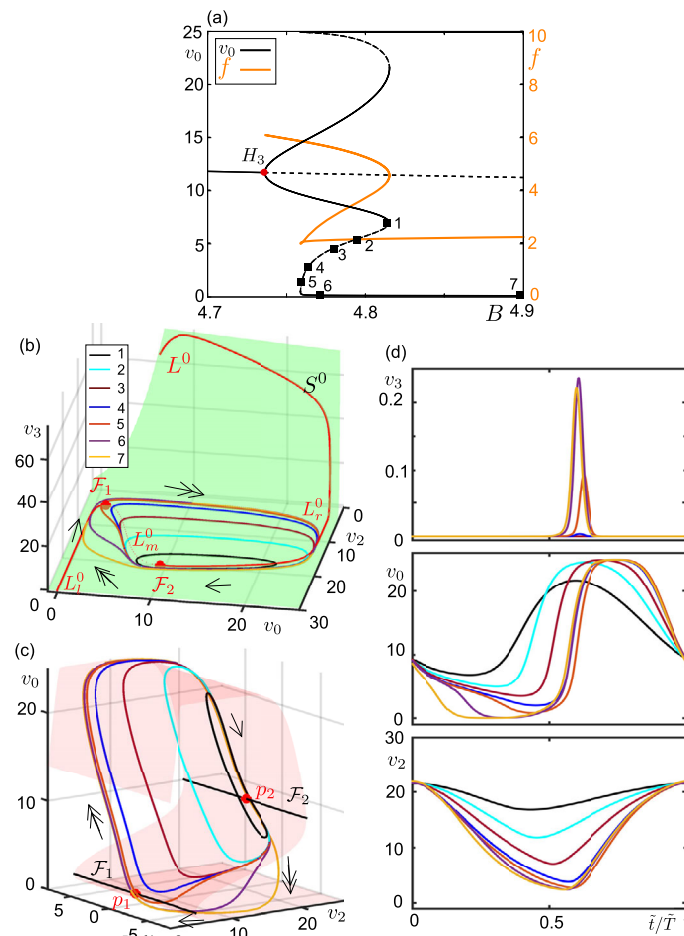 (a)
25 10
v₀ v₀ f
f
20 8
15 6
H₃
10 4
1
5 2 2
3
4
5 6 7
0 0
4.7 4.8 B 4.9
(b) (d)
1
2
3
4
5
6
7
L⁰
S⁰
v₃
60
40
20
0
ℱ₁
L⁰ᵣ
L⁰ₘ
L⁰ₗ
ℱ₂
0
10
20
30
v₂
10 20
v₀
v₃
0.2
0.1
0
v₀
20
10
0
30
v₂
20
10
0
0 0.5 t̃/T̃
(c)
v₀
20
10
0
p₂
ℱ₂
ℱ₁
p₁
5 0
10 20 v₂